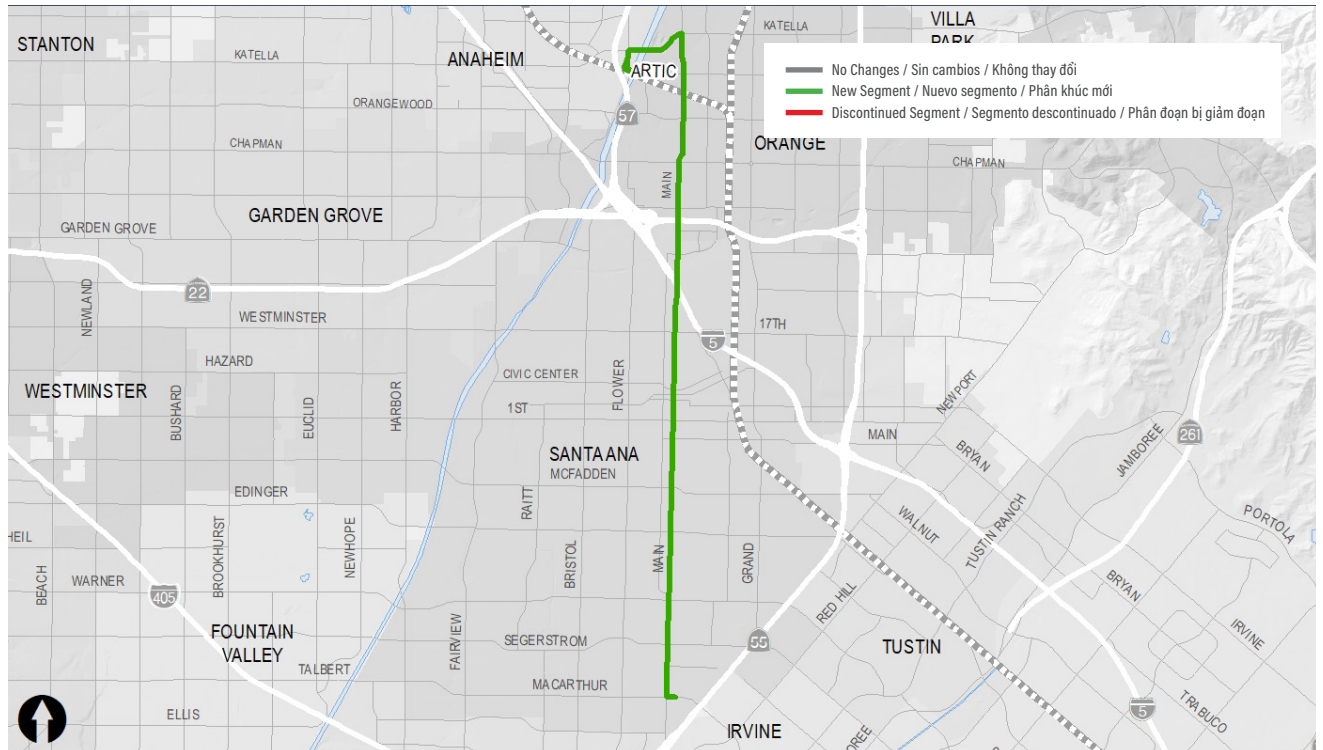 STANTON
KATELLA
ANAHEIM
ARTIC
KATELLA
VILLA
PARK
No Changes / Sin cambios / Không thay đổi
New Segment / Nuevo segmento / Phân khúc mới
Discontinued Segment / Segmento descontinuado / Phân đoạn bị giảm đoạn
ORANGEWOOD
57
CHAPMAN
ORANGE
CHAPMAN
MAIN
GARDEN GROVE
GARDEN GROVE
22
NEWLAND
WESTMINSTER
17TH
5
HAZARD
CIVIC CENTER
FLOWER
WESTMINSTER
BUSHARD
EUCLID
HARBOR
1ST
NEWPORT
MAIN
BRYAN
JAMBOREE
261
SANTA ANA
MCFADDEN
EDINGER
RAITT
WALNUT
TUSTIN RANCH
PORTOLA
HEIL
BEACH
WARNER
405
BROOKHURST
NEWHOPE
BRISTOL
MAIN
GRAND
RED HILL
BRYAN
IRVINE
FOUNTAIN
VALLEY
FAIRVIEW
SEGERSTROM
55
TUSTIN
TALBERT
MACARTHUR
TRABUCO
5
ELLIS
IRVINE
OREE